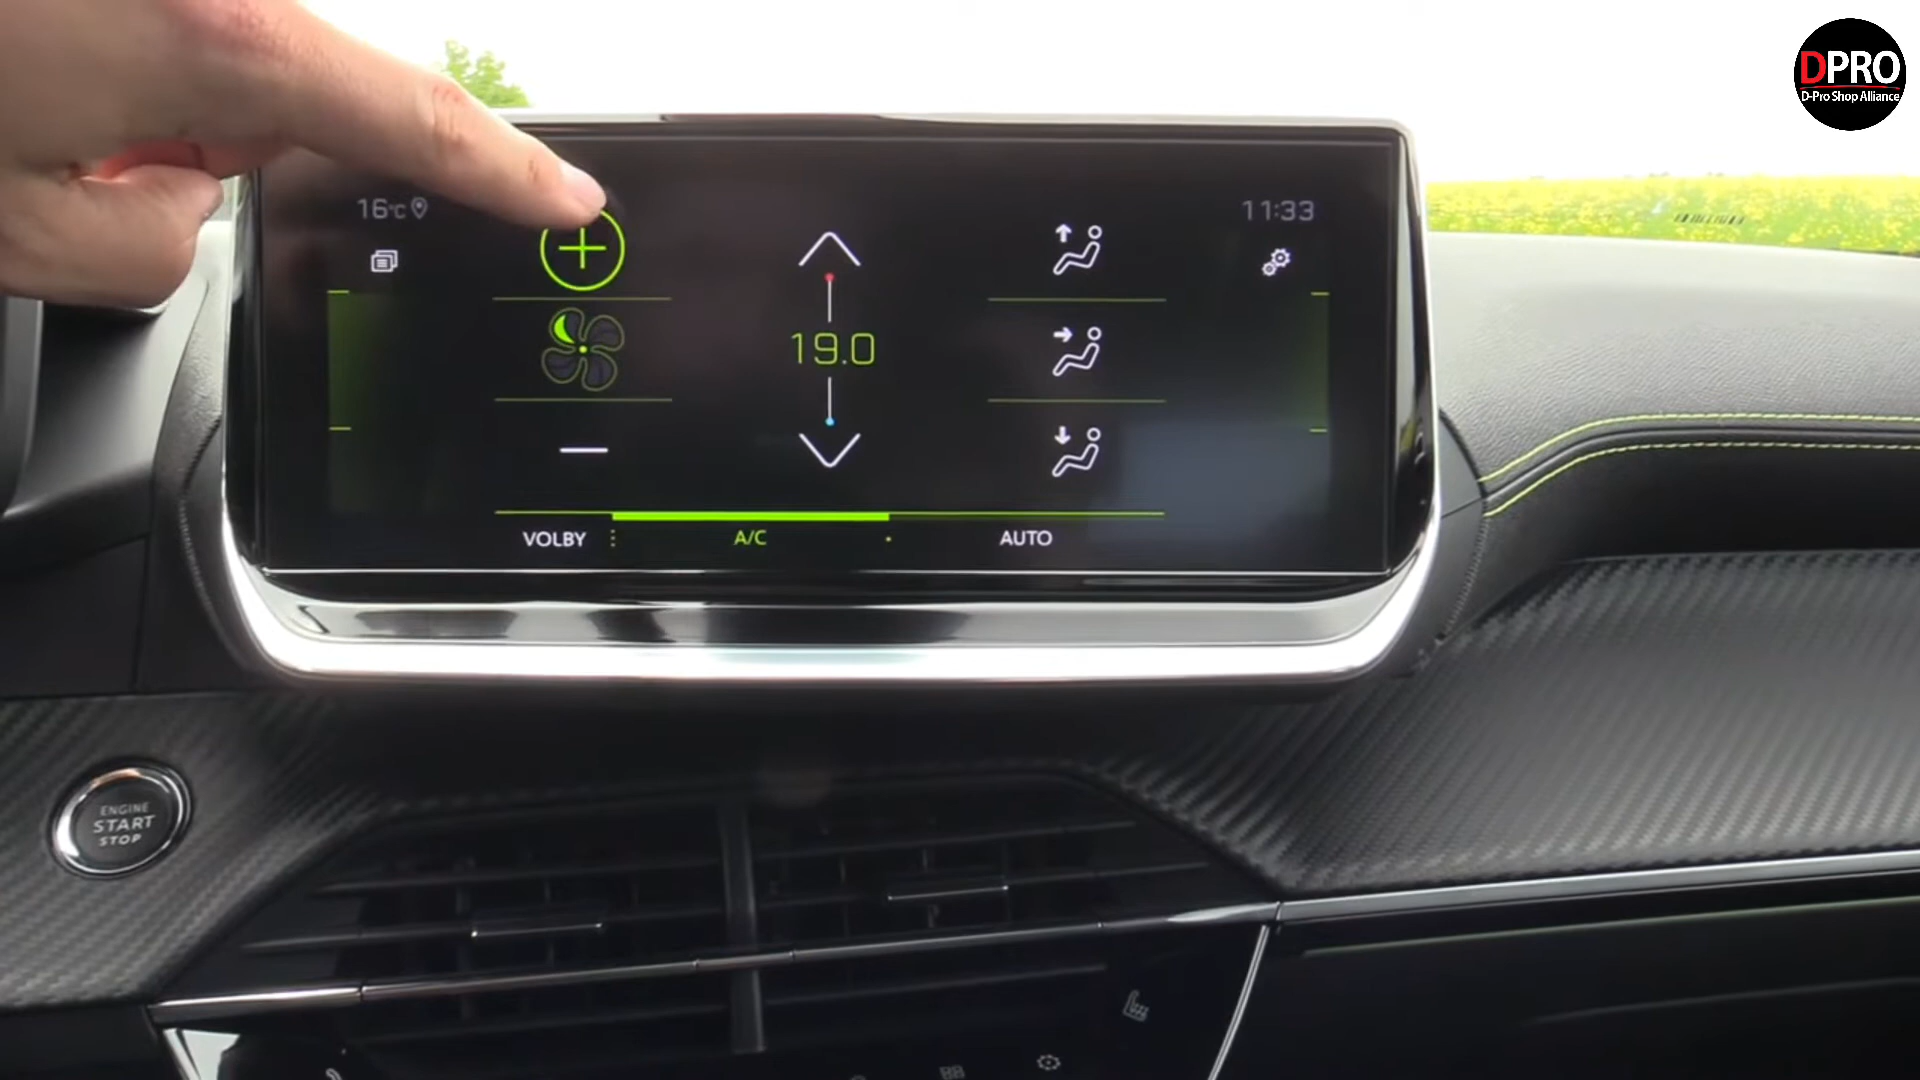 DPRO
D-Pro Shop Alliance
16°C
11:33
19.0
VOLBY
A/C
AUTO
ENGINE
START
STOP